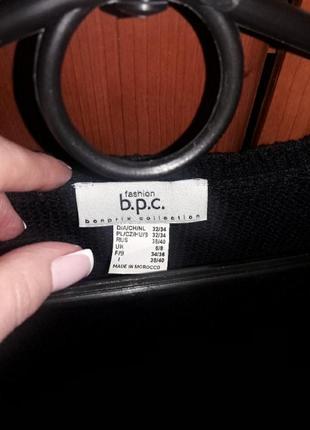 fashion
b.p.c.
bonprix collection
D/A/CH/NL 32/34
PL/CZ/HU/S 32/34
RUS 38/40
UK 6/8
F/B 34/36
I 38/40
MADE IN MOROCCO